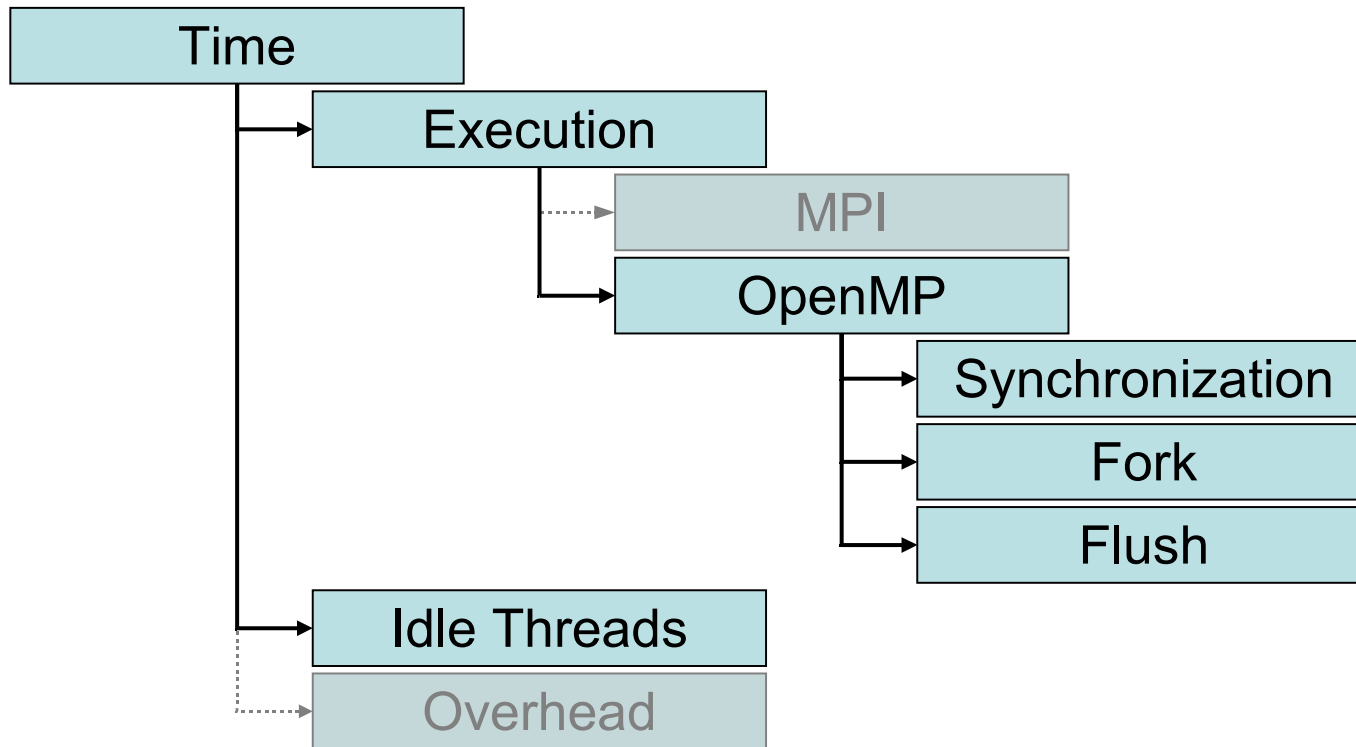 Time
Execution
MPI
OpenMP
Synchronization
Fork
Flush
Idle Threads
Overhead